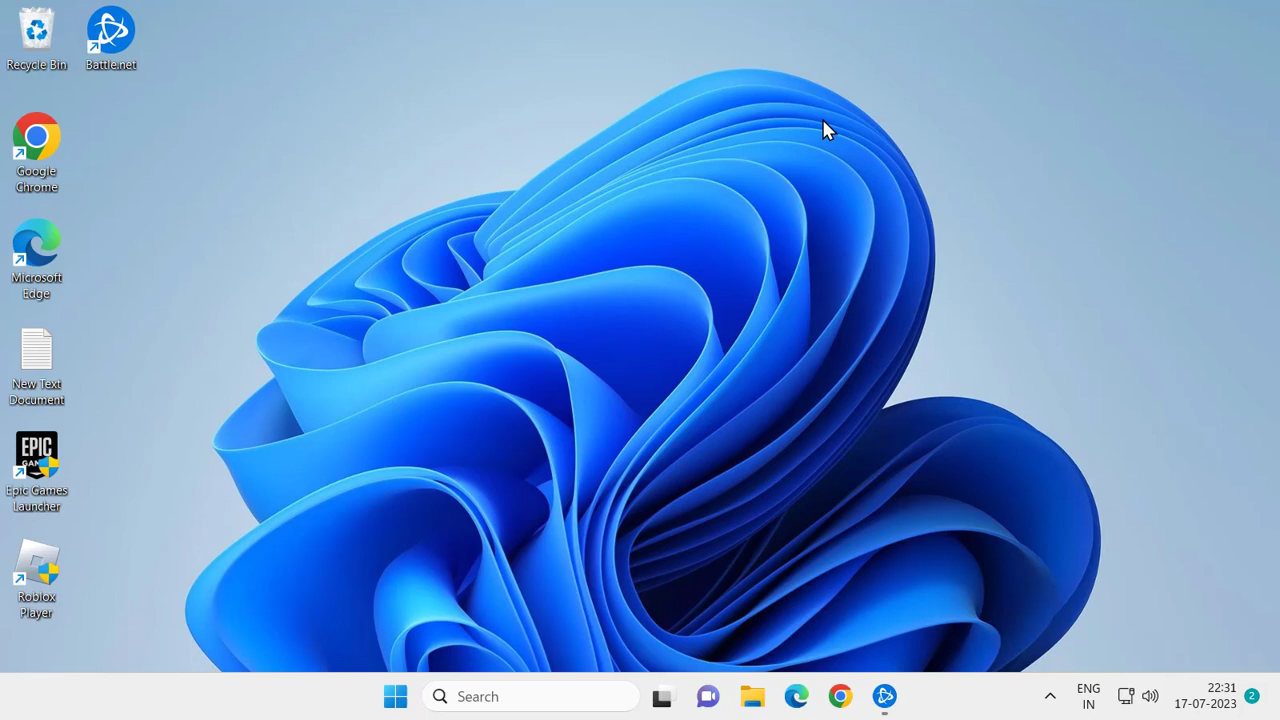 Recycle Bin
Battle.net
Google
Chrome
Microsoft
Edge
New Text
Document
EPIC
GAMES
Epic Games
Launcher
Roblox
Player
Search
ENG
IN
22:31
17-07-2023
2